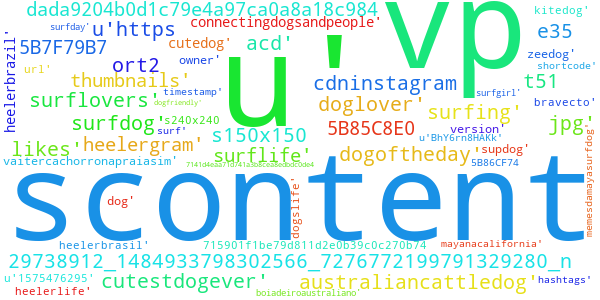 dada9204b0d1c79e4a97ca0a8a18c984
vp
kitedog'
surfday'
u'https
connectingdogsandpeople'
e35
heelerbrazil'
5B7F79B7
cutedog'
acd'
u'
owner'
zeedog'
url'
ort2
shortcode'
thumbnails'
cdninstagram
t51
timestamp'
surfgirl'
surflovers'
dogfriendly'
doglover'
surfing'
bravecto'
surfdog'
s240x240
5B85C8E0
version'
jpg'
surf'
s150x150
u'BhY6rn8HAKk'
likes'
heelergram'
surflife'
dogoftheday'
supdog'
vaitercachorronapraiasim'
5B86CF74
memesdamayasurfdog'
scontent
dog'
dogslife'
heelerbrasil'
715901f1be79d811d2e0b39c0c270b74
mayanacalifornia'
29738912_1484933798302566_7276772199791329280_n
u'1575476295'
cutestdogever'
australiancattledog'
hashtags'
heelerlife'
boiadeiroaustraliano'